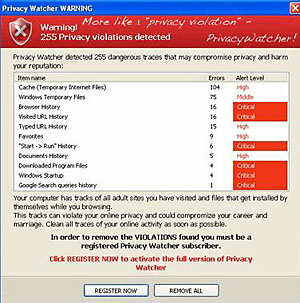 Privacy Watcher WARNING
Warning!
More like a "privacy violation" -
255 Privacy violations detected
PrivacyWatcher!
Privacy Watcher detected 255 dangerous traces that may compromise privacy and
harm your reputation:
Item name Errors Alert Level
Cache (Temporary Internet Files) 104 High
Windows Temporary Files 75 Middle
Browser History 16 Critical
Visited URL History 16 Critical
Typed URL History 15 High
Favorites 9 High
"Start -> Run" History 6 Critical
Documents History 5 High
Downloaded Program Files 4 Critical
Windows Startup 4 Critical
Google Search queries history 1 Critical
Your computer has tracks of all adult sites you have visited and files that get installed by
themselves while you browsing.
This tracks can violate your online privacy and could compromize your career and
marriage. Clean all traces of your online activity as soon as possible.
In order to remove the VIOLATIONS found you must be a
registered Privacy Watcher subscriber.
Click REGISTER NOW to activate the full version of Privacy
Watcher
REGISTER NOW
REMOVE ALL